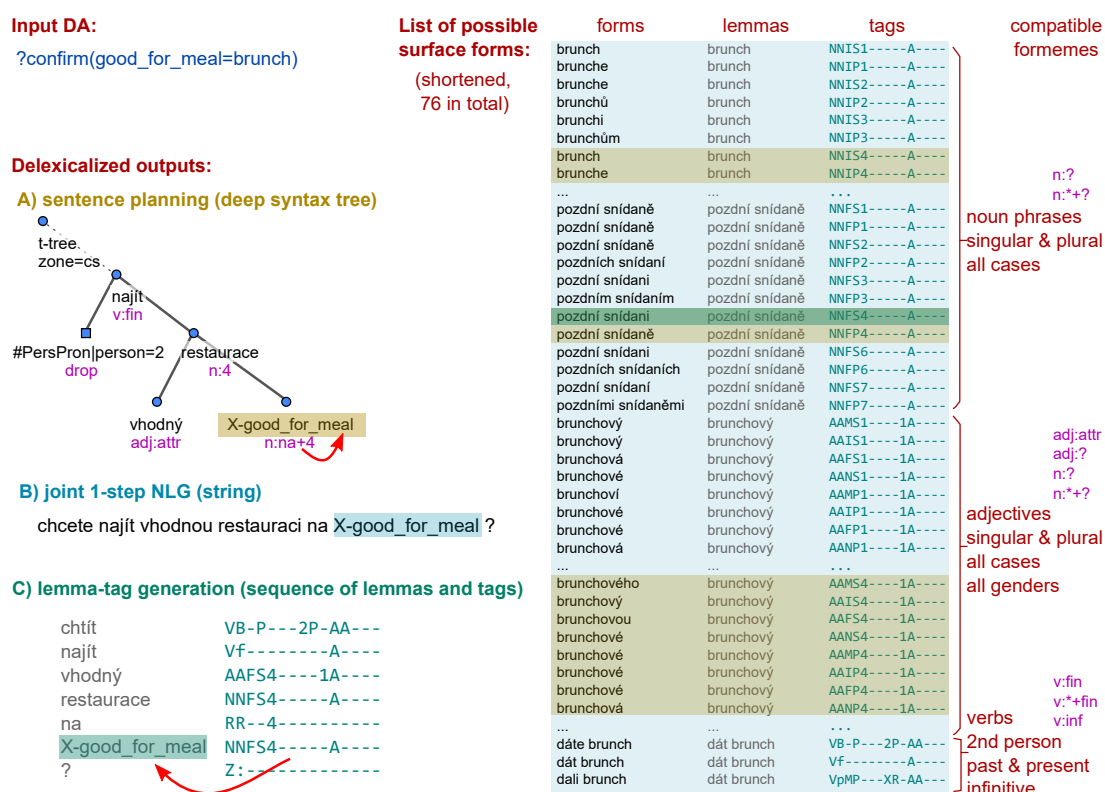 Input DA:
?confirm(good_for_meal=brunch)
Delexicalized outputs:
A) sentence planning (deep syntax tree)
t-tree
zone=cs
najít
v:fin
#PersPron|person=2
drop
restaurace
n:4
vhodný
adj:attr
X-good_for_meal
n:na+4
B) joint 1-step NLG (string)
chcete najít vhodnou restauraci na X-good_for_meal ?
C) lemma-tag generation (sequence of lemmas and tags)
chtít VB-P---2P-AA---
najít Vf--------A----
vhodný AAFS4----1A----
restaurace NNFS4-----A----
na RR--4----------
X-good_for_meal NNFS4-----A----
? Z:-------------
List of possible
surface forms:
(shortened,
76 in total)
forms lemmas tags
brunch brunch NNIS1-----A----
brunche brunch NNIP1-----A----
brunche brunch NNIS2-----A----
brunchů brunch NNIP2-----A----
brunchi brunch NNIS3-----A----
brunchům brunch NNIP3-----A----
brunch brunch NNIS4-----A----
brunche brunch NNIP4-----A----
... ... ...
pozdní snídaně pozdní snídaně NNFS1-----A----
pozdní snídaně pozdní snídaně NNFP1-----A----
pozdní snídaně pozdní snídaně NNFS2-----A----
pozdních snídaní pozdní snídaně NNFP2-----A----
pozdní snídani pozdní snídaně NNFS3-----A----
pozdním snídaním pozdní snídaně NNFP3-----A----
pozdní snídani pozdní snídaně NNFS4-----A----
pozdní snídaně pozdní snídaně NNFP4-----A----
pozdní snídani pozdní snídaně NNFS6-----A----
pozdních snídaních pozdní snídaně NNFP6-----A----
pozdní snídaní pozdní snídaně NNFS7-----A----
pozdními snídaněmi pozdní snídaně NNFP7-----A----
brunchový brunchový AAMS1----1A----
brunchový brunchový AAIS1----1A----
brunchová brunchový AAFS1----1A----
brunchové brunchový AANS1----1A----
brunchoví brunchový AAMP1----1A----
brunchové brunchový AAIP1----1A----
brunchové brunchový AAFP1----1A----
brunchová brunchový AANP1----1A----
... ... ...
brunchového brunchový AAMS4----1A----
brunchový brunchový AAIS4----1A----
brunchovou brunchový AAFS4----1A----
brunchové brunchový AANS4----1A----
brunchové brunchový AAMP4----1A----
brunchové brunchový AAIP4----1A----
brunchové brunchový AAFP4----1A----
brunchová brunchový AANP4----1A----
... ... ...
dáte brunch dát brunch VB-P---2P-AA---
dát brunch dát brunch Vf--------A----
dali brunch dát brunch VpMP---XR-AA---
compatible
formemes
n:?
n:*+?
noun phrases
singular & plural
all cases
adj:attr
adj:?
n:?
n:*+?
adjectives
singular & plural
all cases
all genders
v:fin
v:*+fin
v:inf
verbs
2nd person
past & present
infinitive